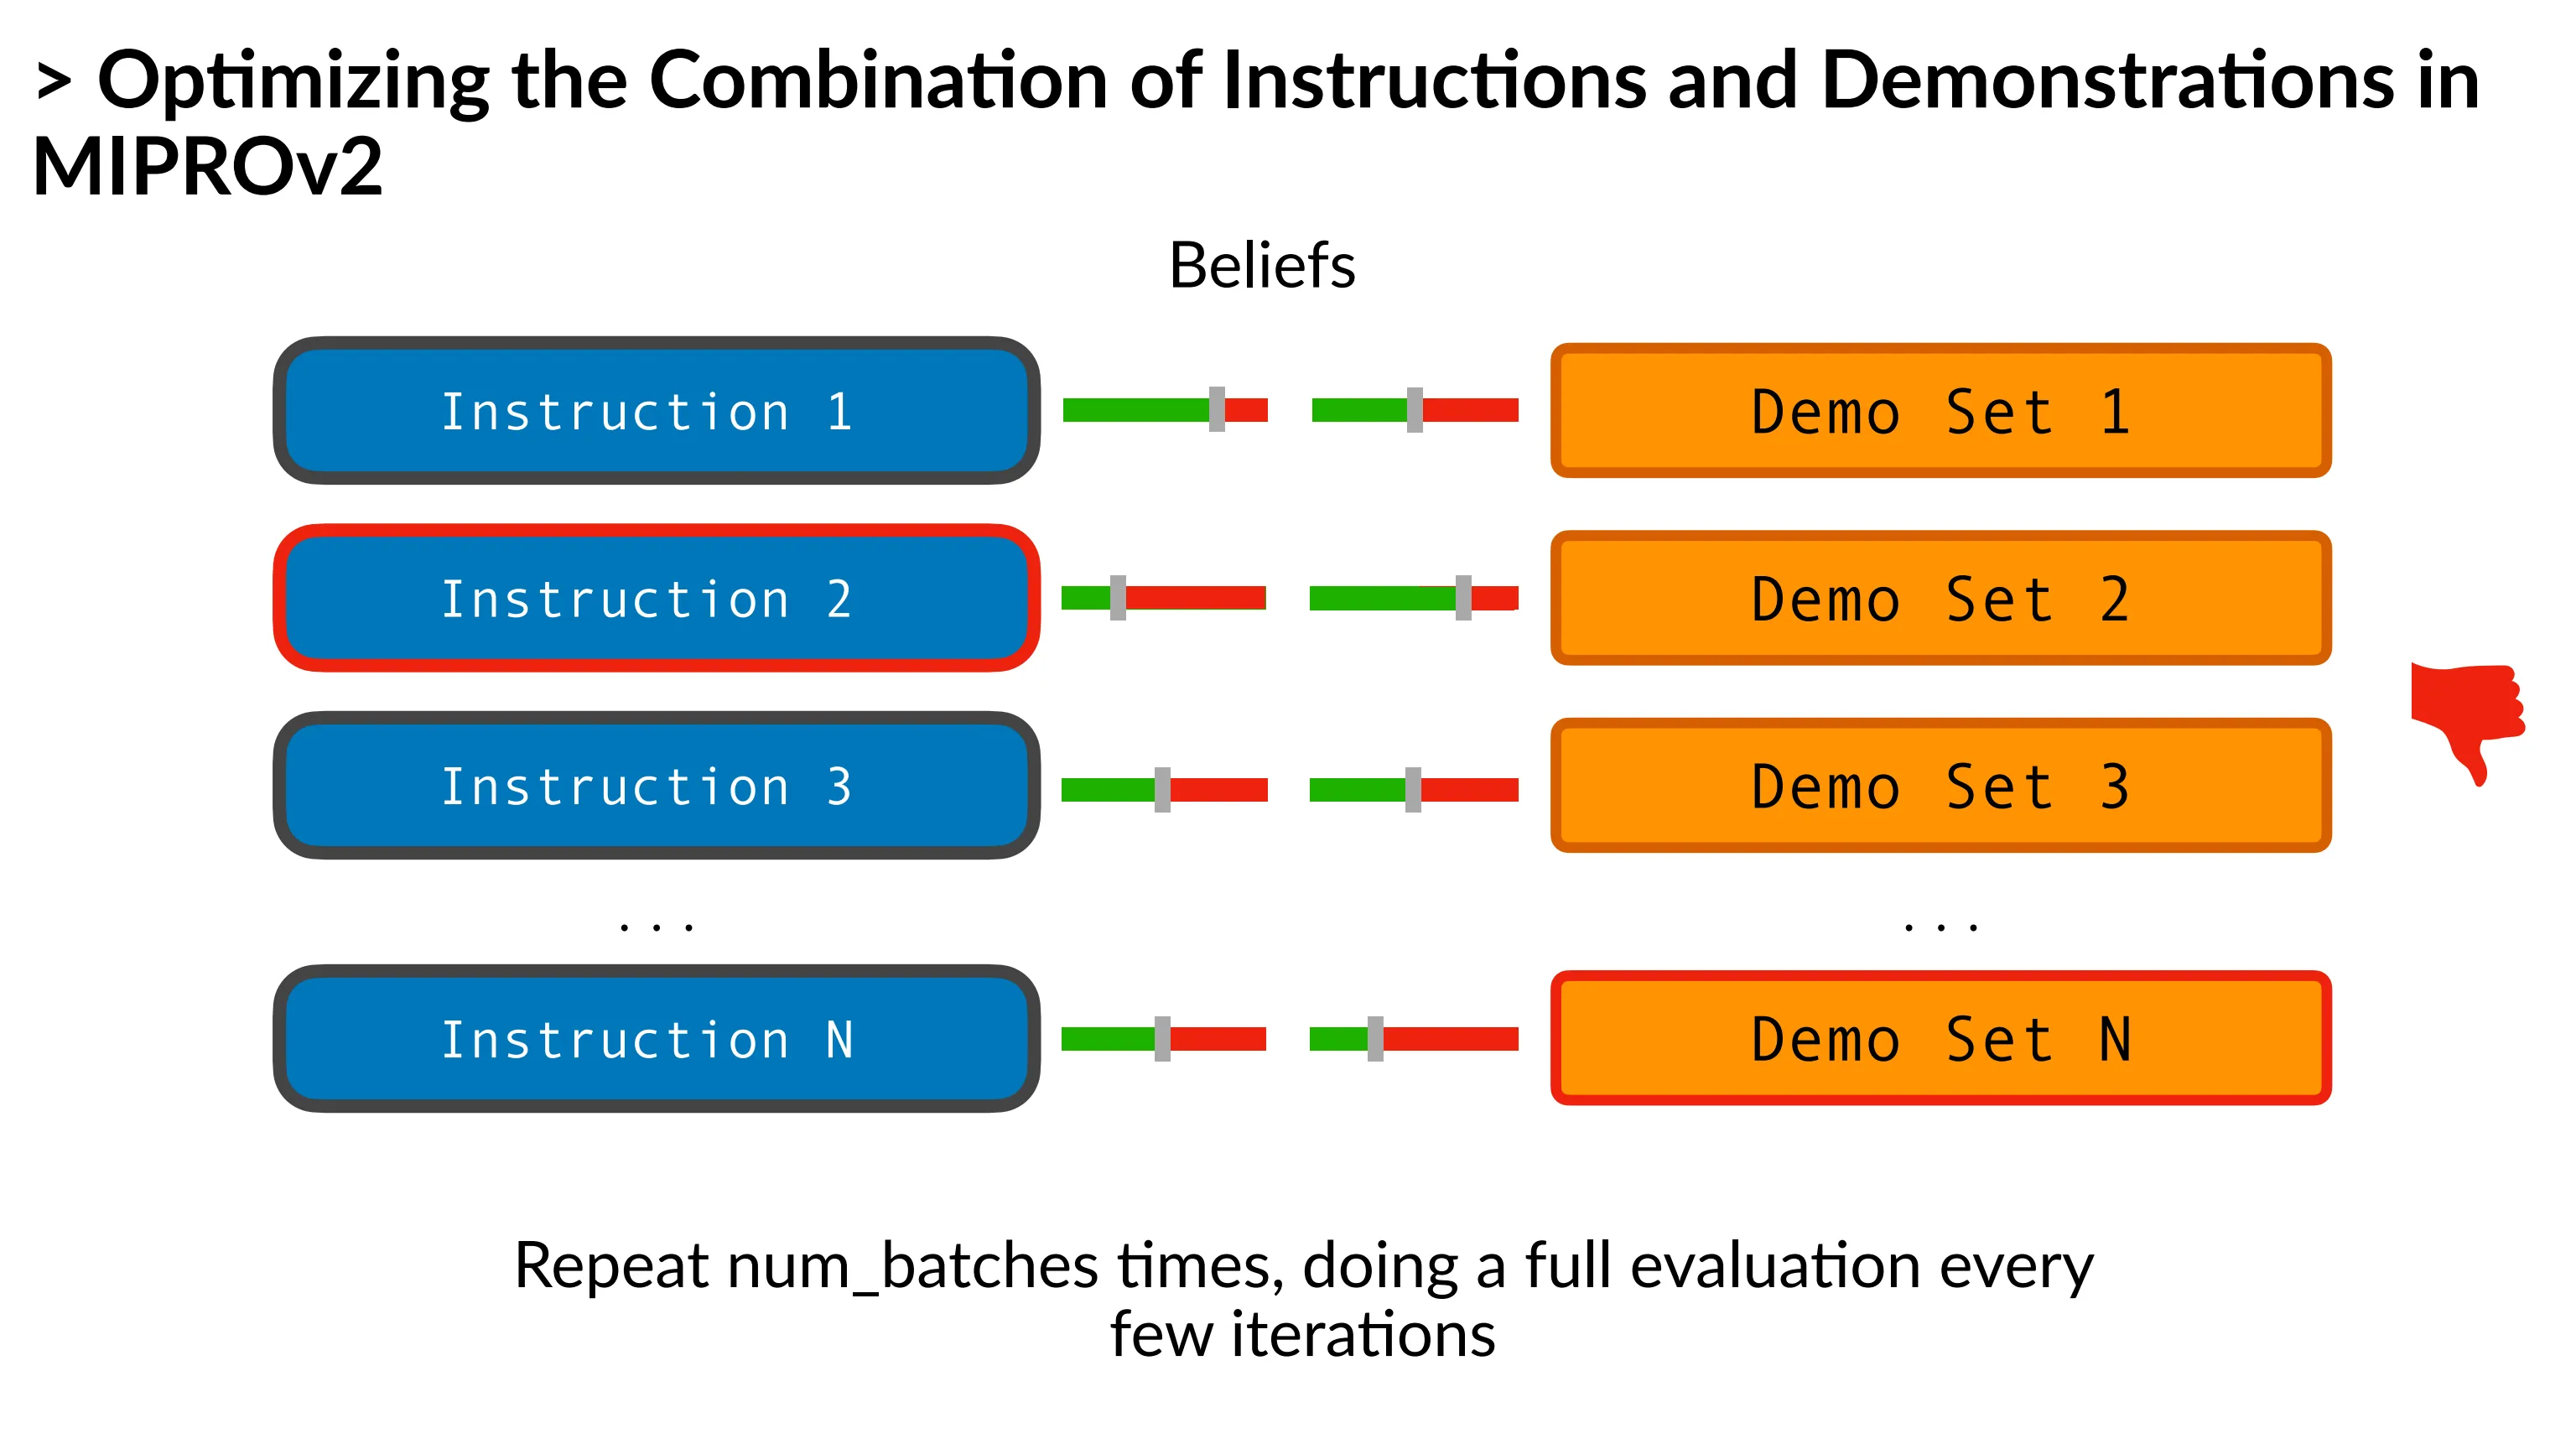 > Optimizing the Combination of Instructions and Demonstrations in
MIPROv2
Beliefs
Instruction 1
Demo Set 1
Instruction 2
Demo Set 2
Instruction 3
Demo Set 3
...
...
Instruction N
Demo Set N
Repeat num_batches times, doing a full evaluation every
few iterations